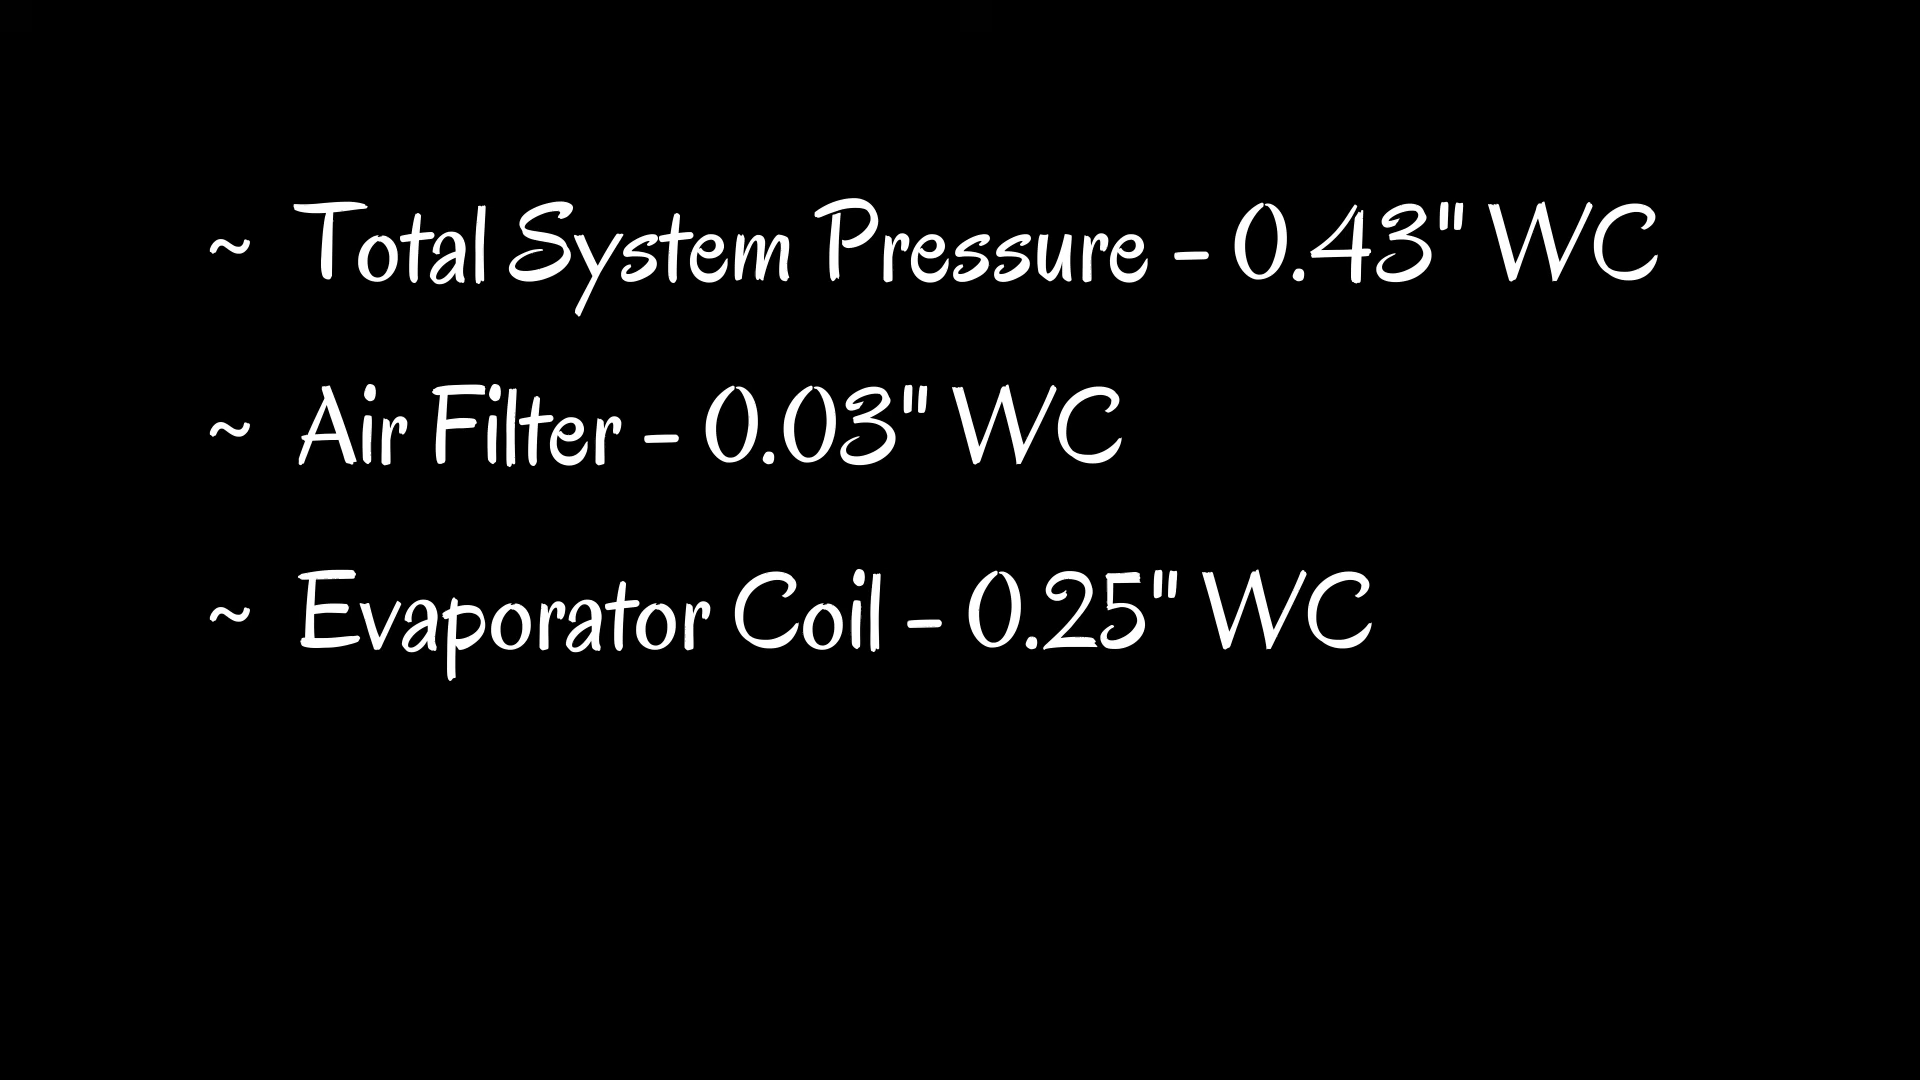 ~ Total System Pressure - 0.43" WC
~ Air Filter - 0.03" WC
~ Evaporator Coil - 0.25" WC